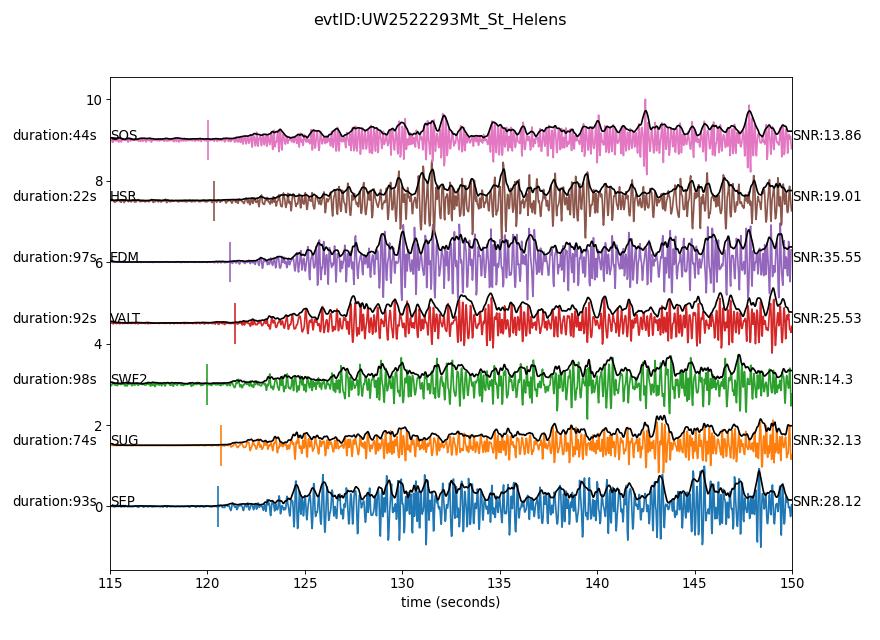 evtID:UW2522293Mt_St_Helens
10
duration:44s SOS SNR:13.86
8
duration:22s HSR SNR:19.01
duration:97s EDM SNR:35.55
6
duration:92s VALT SNR:25.53
4
duration:98s SWF2 SNR:14.3
2
duration:74s SUG SNR:32.13
duration:93s SEP SNR:28.12
0
115 120 125 130 135 140 145 150
time (seconds)